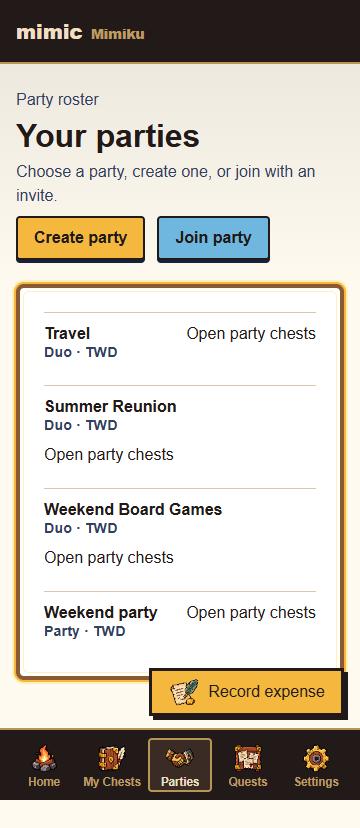 mimic Mimiku
Party roster
Your parties
Choose a party, create one, or join with an
invite.
Create party
Join party
Travel
Duo · TWD
Open party chests
Summer Reunion
Duo · TWD
Open party chests
Weekend Board Games
Duo · TWD
Open party chests
Weekend party
Party · TWD
Open party chests
Record expense
Home
My Chests
Parties
Quests
Settings